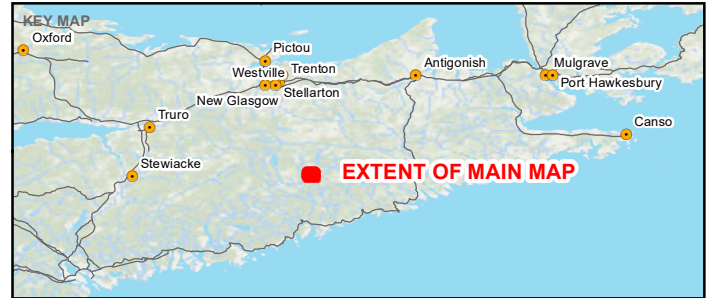 KEY MAP
Oxford
Pictou
Westville
Trenton
Antigonish
Mulgrave
New Glasgow
Stellarton
Port Hawkesbury
Truro
Canso
Stewiacke
EXTENT OF MAIN MAP